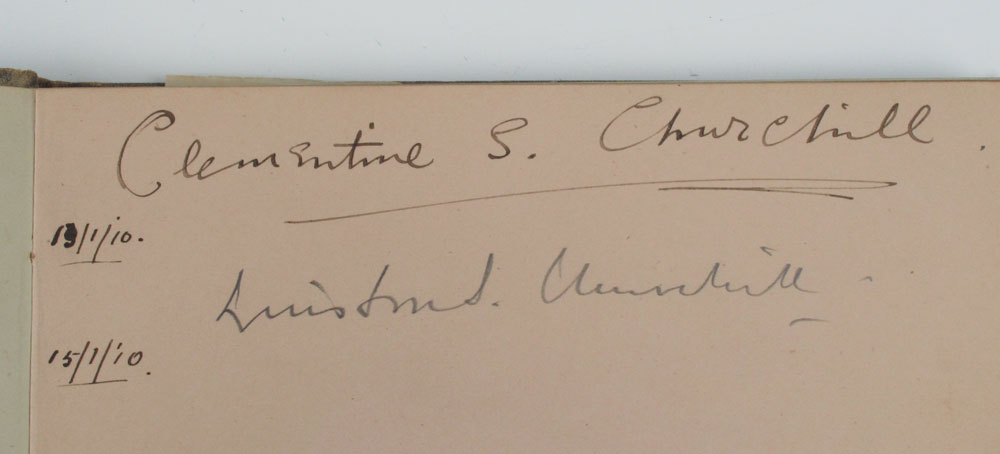 Clementine S. Churchill.
13/1/10.
Winston S. Churchill.
15/1/10.